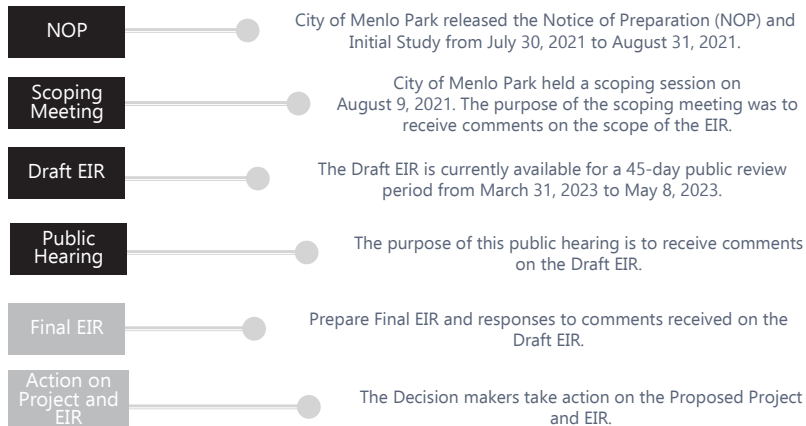 NOP
City of Menlo Park released the Notice of Preparation (NOP) and
Initial Study from July 30, 2021 to August 31, 2021.
Scoping
Meeting
City of Menlo Park held a scoping session on
August 9, 2021. The purpose of the scoping meeting was to
receive comments on the scope of the EIR.
Draft EIR
The Draft EIR is currently available for a 45-day public review
period from March 31, 2023 to May 8, 2023.
Public
Hearing
The purpose of this public hearing is to receive comments
on the Draft EIR.
Final EIR
Prepare Final EIR and responses to comments received on the
Draft EIR.
Action on
Project and
EIR
The Decision makers take action on the Proposed Project
and EIR.